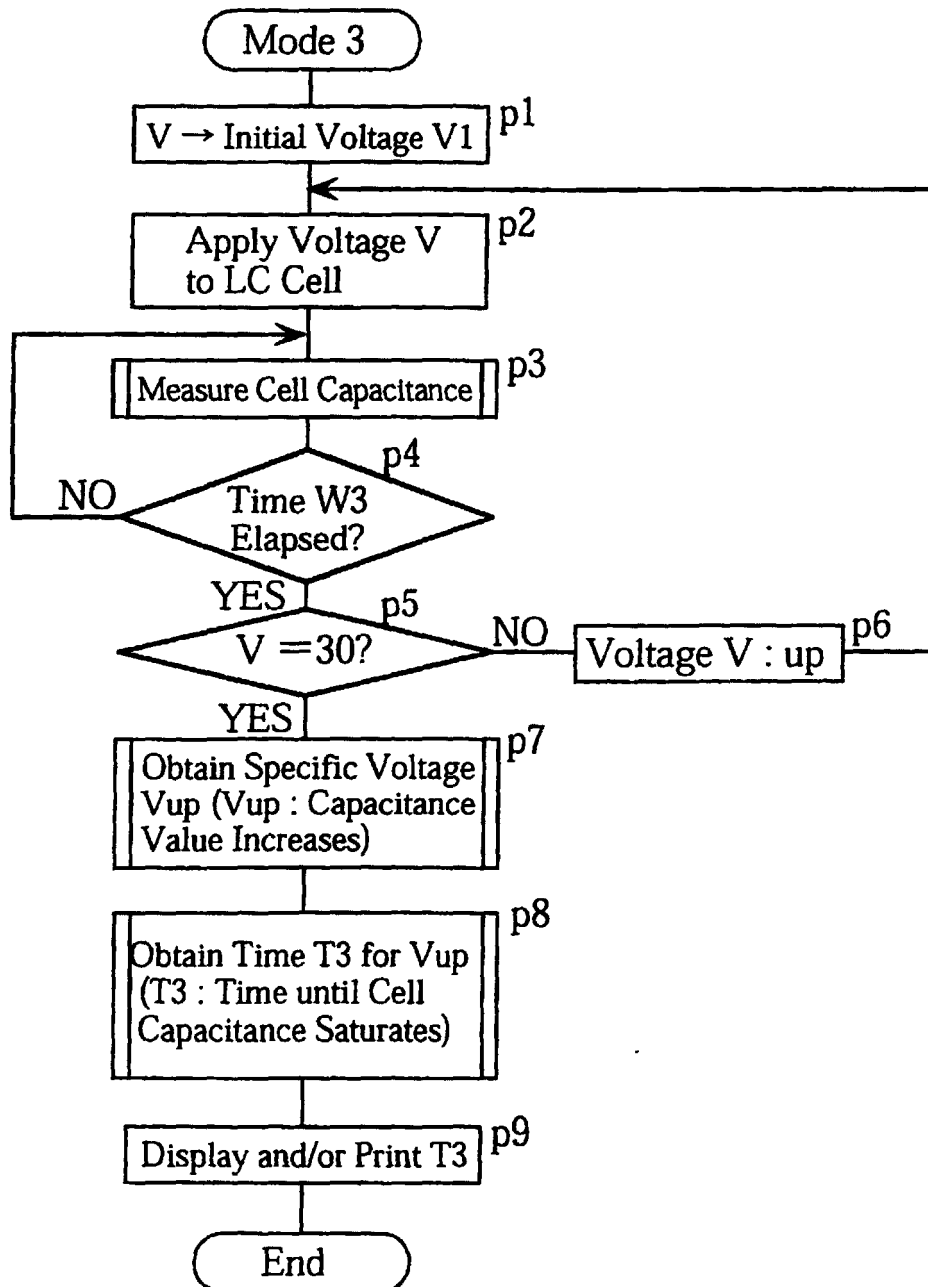 Mode 3
V → Initial Voltage V1
p1
Apply Voltage V
to LC Cell
p2
Measure Cell Capacitance
p3
p4
Time W3
Elapsed?
NO
YES
p5
V =30?
NO
Voltage V : up
p6
YES
p7
Obtain Specific Voltage
Vup (Vup : Capacitance
Value Increases)
p8
Obtain Time T3 for Vup
(T3 : Time until Cell
Capacitance Saturates)
p9
Display and/or Print T3
End